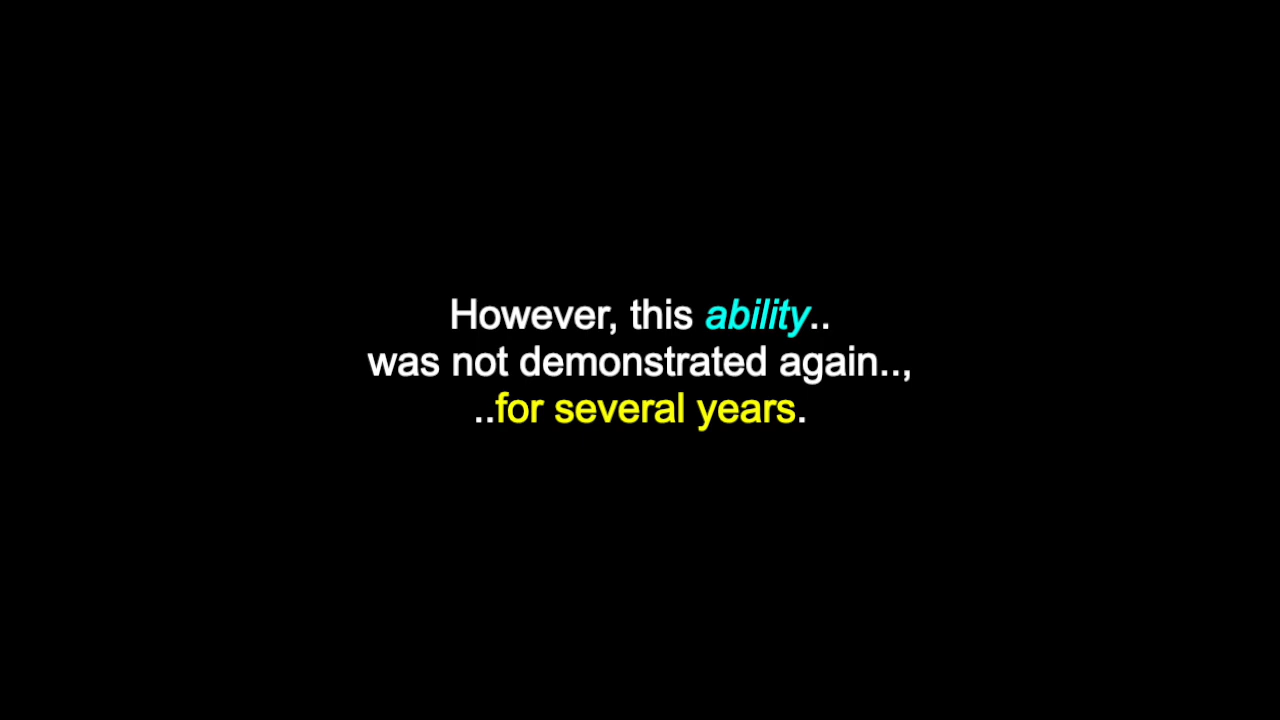 However, this ability..
was not demonstrated again..,
..for several years.